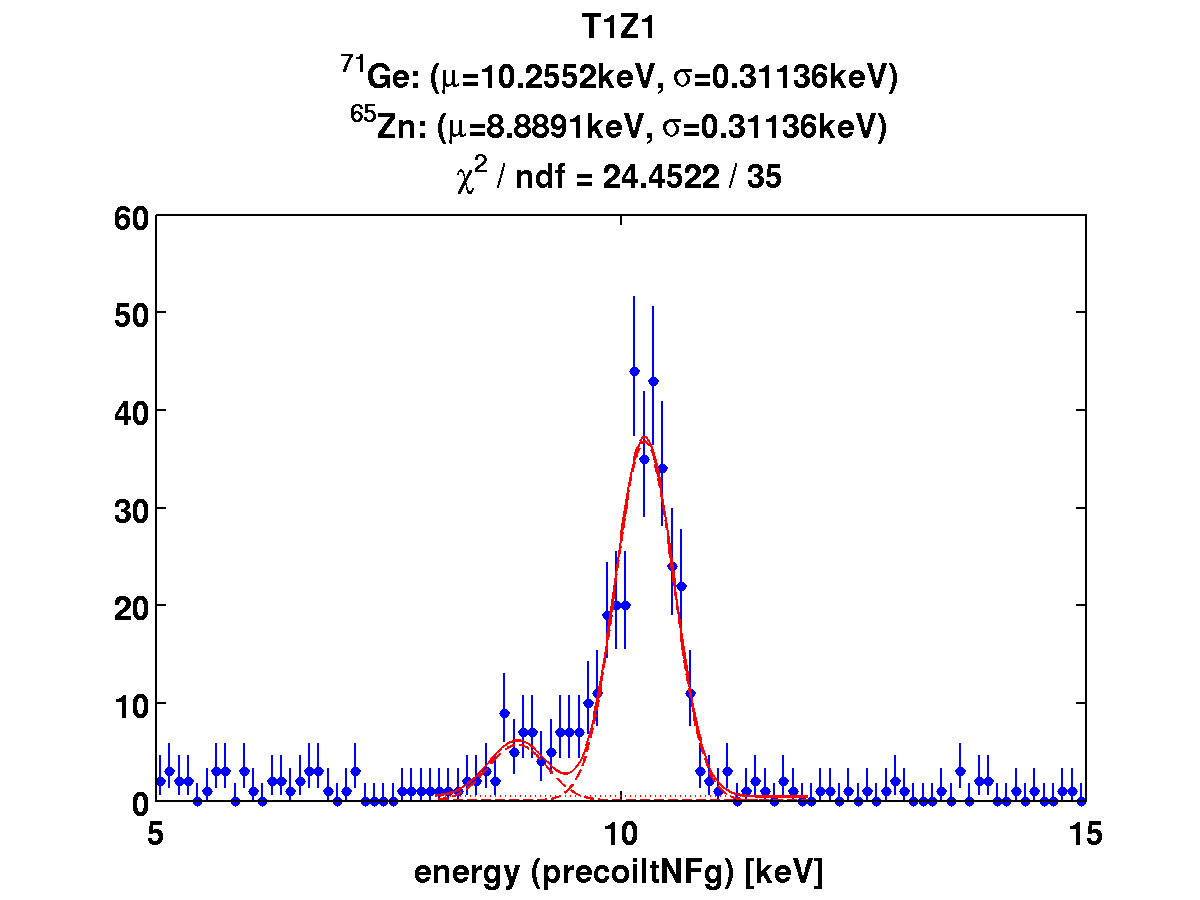 T1Z1
⁷¹Ge: (μ=10.2552keV, σ=0.31136keV)
⁶⁵Zn: (μ=8.8891keV, σ=0.31136keV)
χ² / ndf = 24.4522 / 35
60
50
40
30
20
10
0
5 10 15
energy (precoiltNFg) [keV]